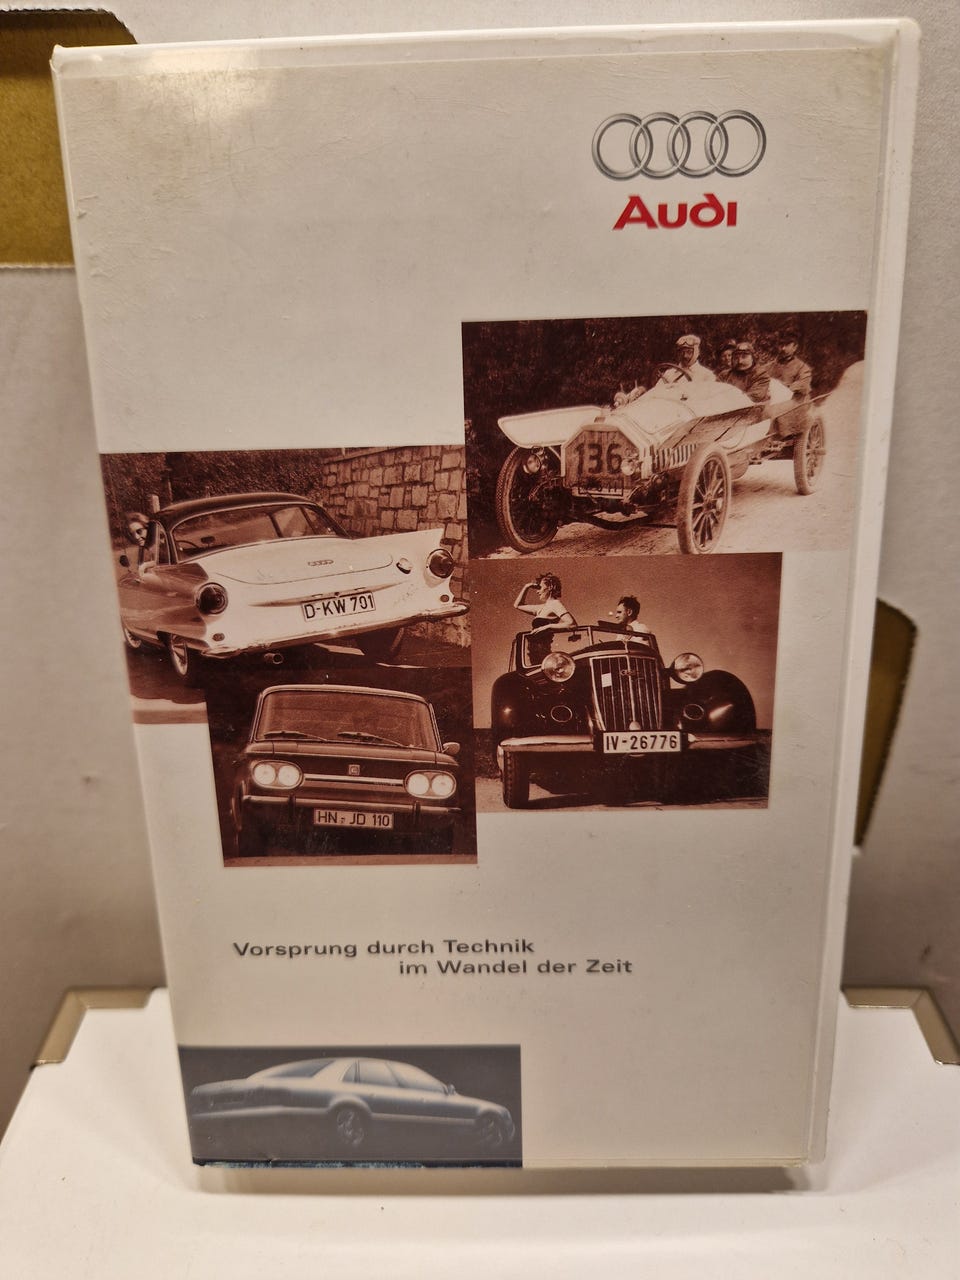 Audi
136
D-KW 701
IV-26776
HN-JD 110
Vorsprung durch Technik
im Wandel der Zeit